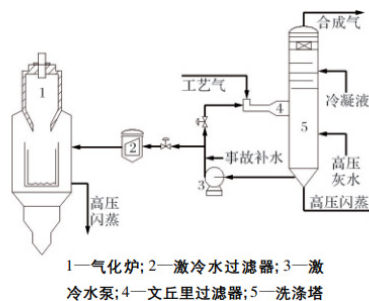 合成气
1
工艺气
4
冷凝液
2
5
事故补水
高压
灰水
3
高压
闪蒸
高压闪蒸
1—气化炉;2—激冷水过滤器;3—激
冷水泵;4—文丘里过滤器;5—洗涤塔